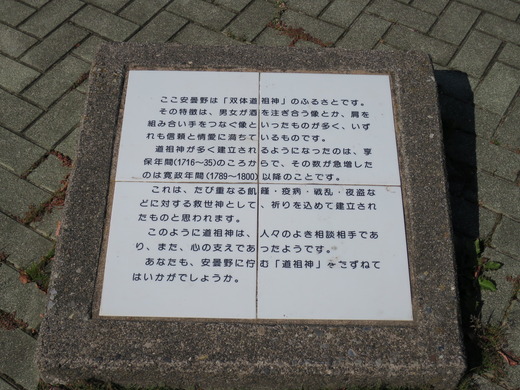 ここ安曇野は「双体道祖神」のふるさとです。
その特徴は、男女が酒を注ぎ合う像とか、肩を
組み合い手をつなぐ像といったものが多く、いず
れも信頼と情愛に満ちているものです。
道祖神が多く建立されるようになったのは、享
保年間(1716〜35)のころからで、その数が急増した
のは寛政年間(1789〜1800)以降のことです。
これは、たび重なる飢饉・疫病・戦乱・夜盗な
どに対する救世神として、祈りを込めて建立され
たものと思われます。
このように道祖神は、人々のよき相談相手であ
り、また、心の支えであったようです。
あなたも、安曇野に佇む「道祖神」をたずねて
はいかがでしょうか。